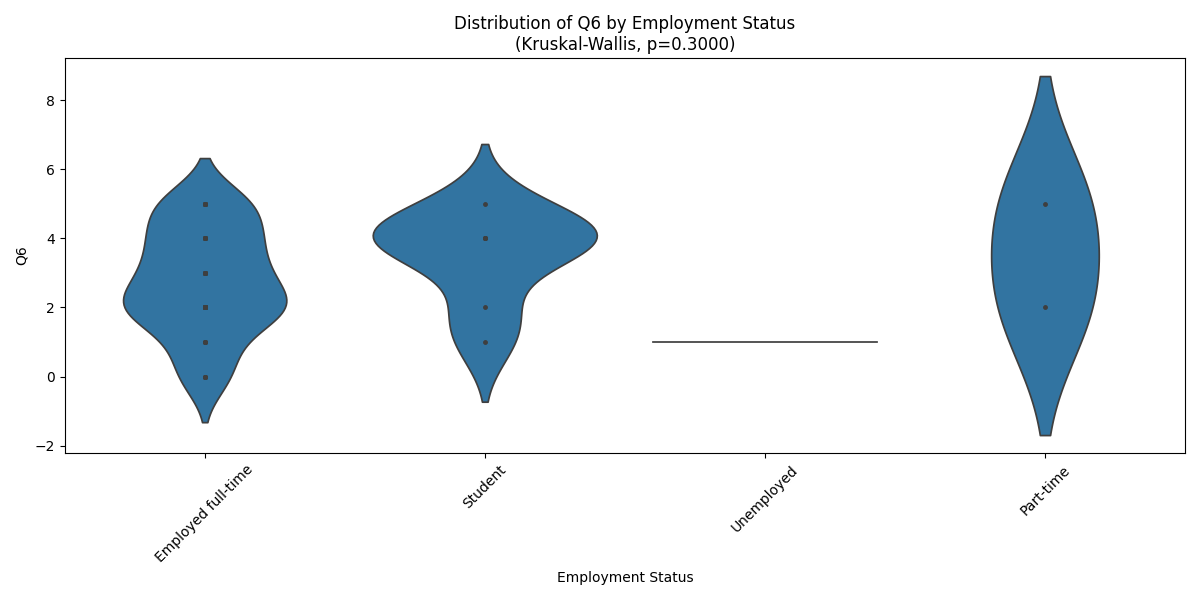 Distribution of Q6 by Employment Status
(Kruskal-Wallis, p=0.3000)
8
6
4
2
0
−2
Q6
Employed full-time
Student
Unemployed
Part-time
Employment Status